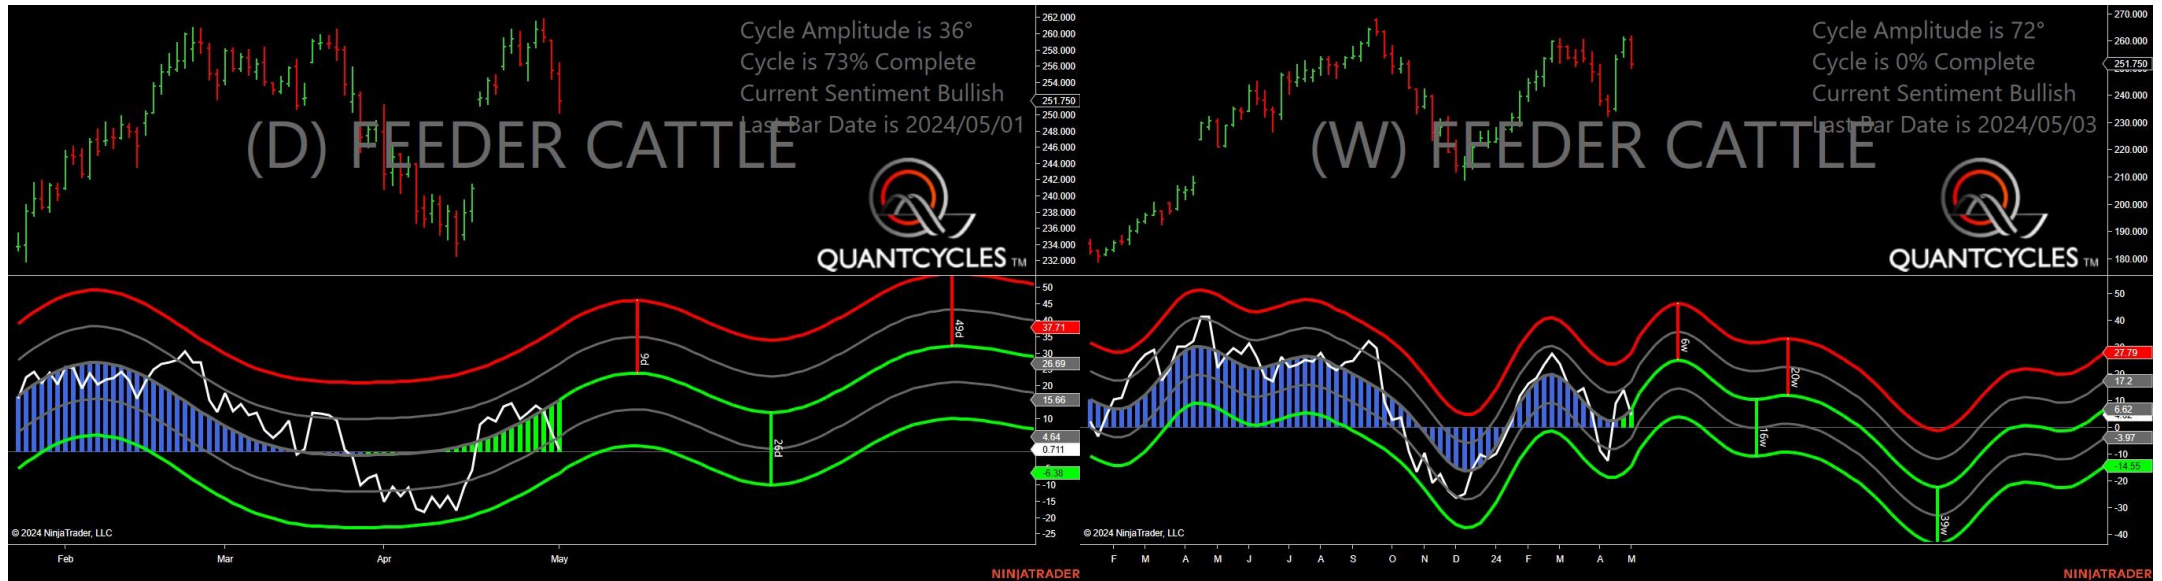 Cycle Amplitude is 36°
Cycle is 73% Complete
Current Sentiment Bullish
Last Bar Date is 2024/05/01
(D) FEEDER CATTLE
QUANTCYCLES TM
262.000
260.000
256.000
254.000
251.750
248.000
246.000
244.000
242.000
240.000
238.000
236.000
234.000
232.000
50
45
40
37.71
35
30
26.69
20
15.66
10
4.64
0.711
-6.38
-10
-15
-20
-25
9d
26d
49d
© 2024 NinjaTrader, LLC
Feb Mar Apr May
NINJATRADER
Cycle Amplitude is 72°
Cycle is 0% Complete
Current Sentiment Bullish
Last Bar Date is 2024/05/03
(W) FEEDER CATTLE
QUANTCYCLES TM
270.000
260.000
251.750
240.000
230.000
220.000
210.000
200.000
190.000
180.000
50
40
27.79
20
17.2
10
6.62
0
-3.97
-10
-14.55
-20
-30
-40
6w
16w
20w
39w
© 2024 NinjaTrader, LLC
F M A M J J A S O N D 24 F M A M
NINJATRADER